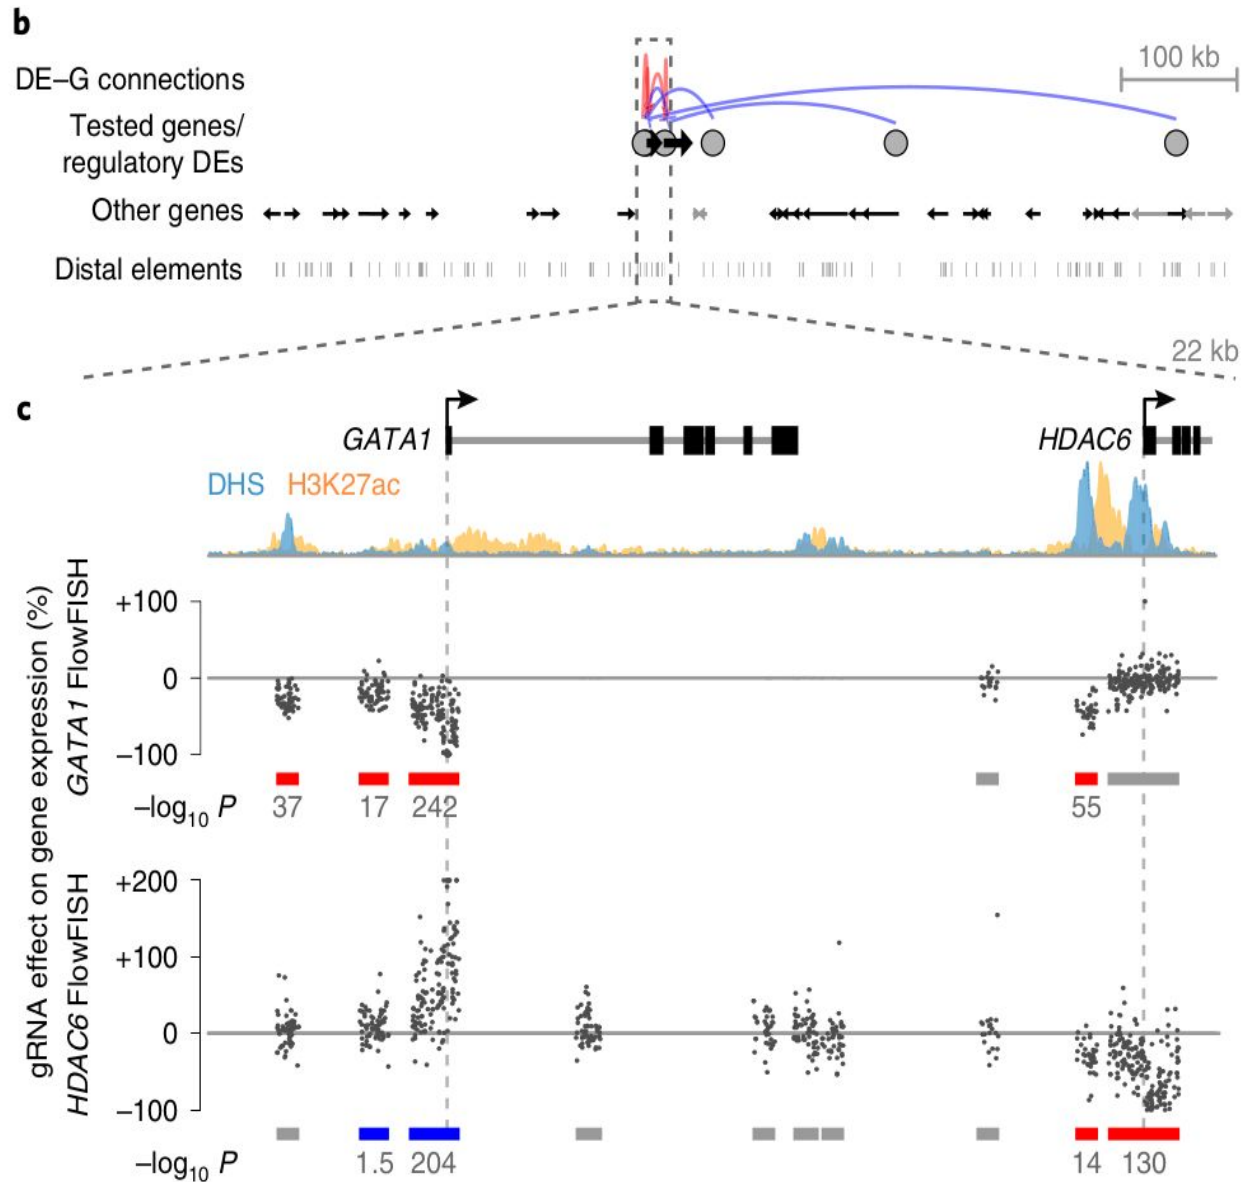 b
DE–G connections
100 kb
Tested genes/
regulatory DEs
Other genes
Distal elements
22 kb
c
GATA1
HDAC6
DHS H3K27ac
gRNA effect on gene expression (%)
GATA1 FlowFISH
+100
0
–100
–log10 P
37 17 242 55
HDAC6 FlowFISH
+200
+100
0
–100
–log10 P
1.5 204 14 130